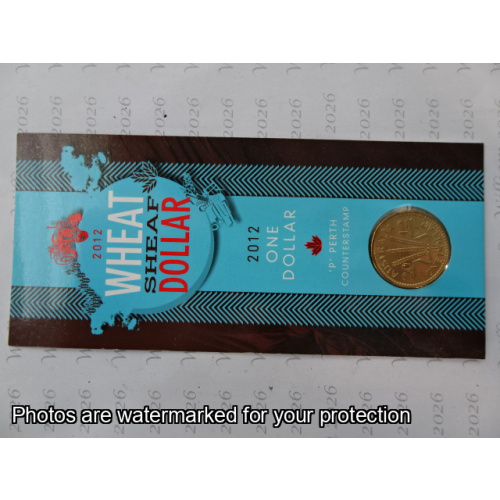 2012
WHEAT
SHEAF
DOLLAR
2012
ONE
DOLLAR
'P' PERTH
COUNTERSTAMP
Photos are watermarked for your protection